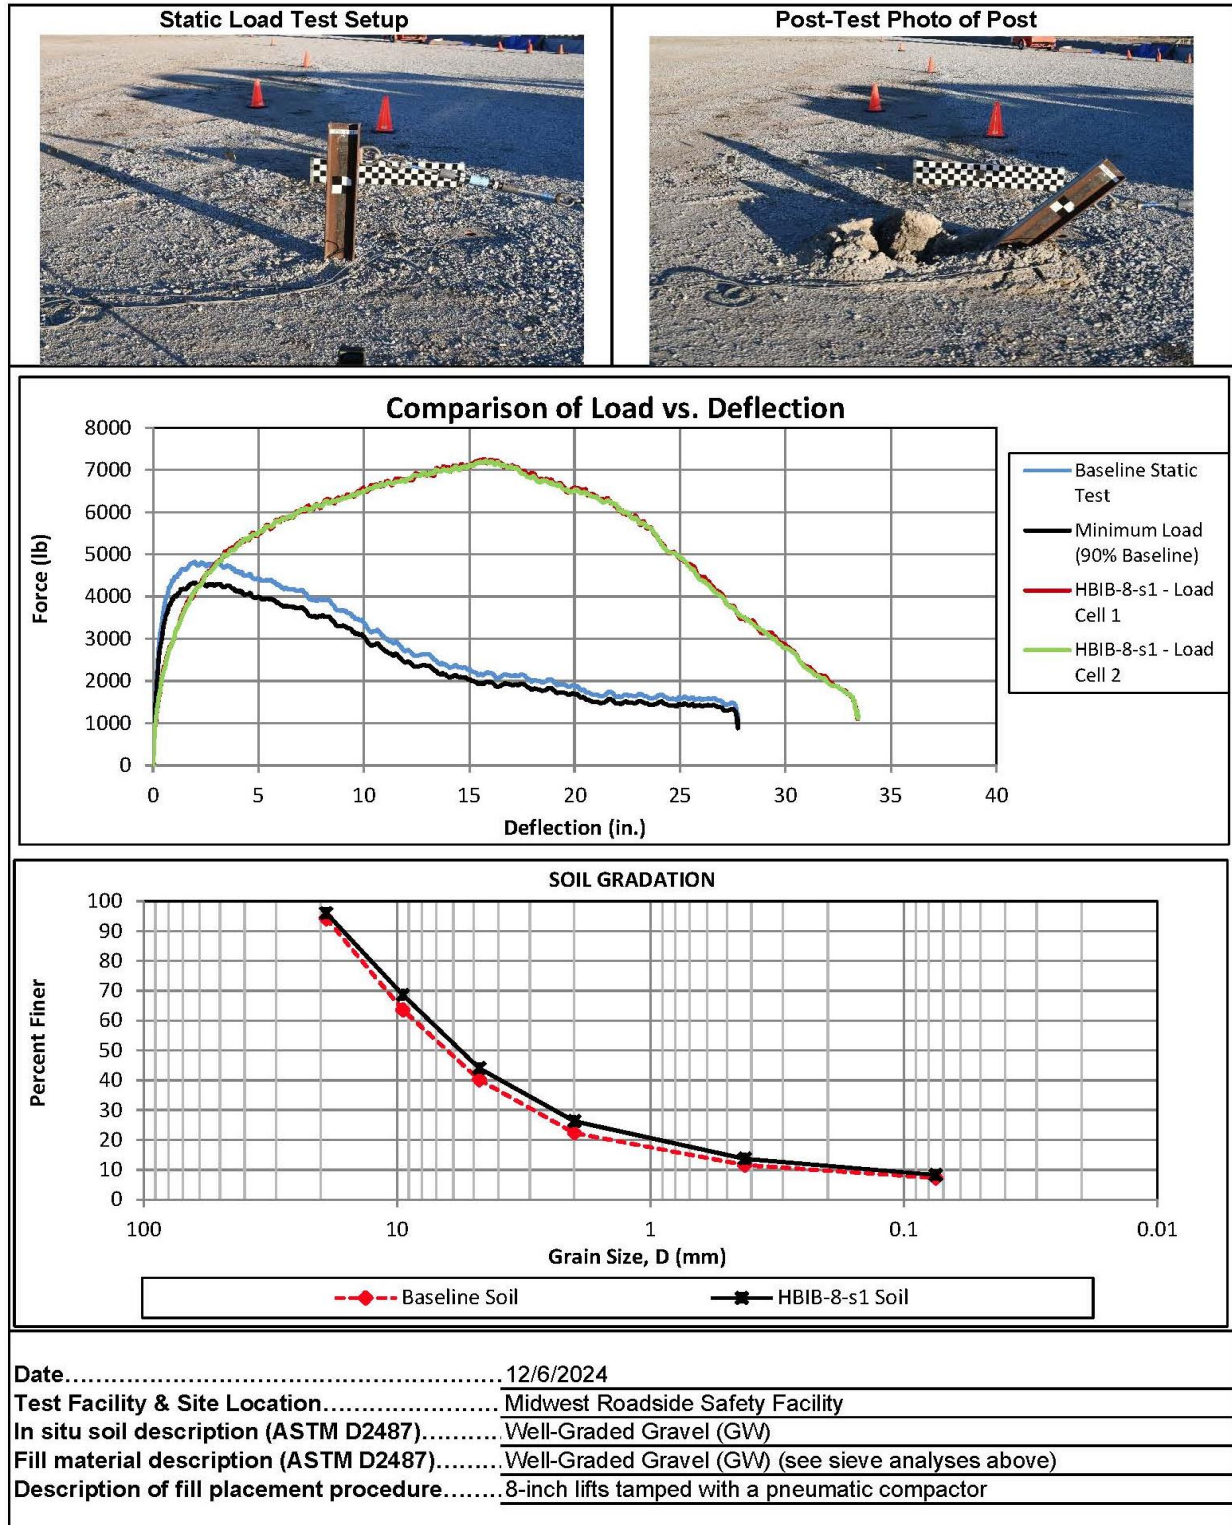 Static Load Test Setup
Post-Test Photo of Post
Comparison of Load vs. Deflection
8000
7000
6000
5000
4000
3000
2000
1000
0
Force (lb)
0 5 10 15 20 25 30 35 40
Deflection (in.)
Baseline Static
Test
Minimum Load
(90% Baseline)
HBIB-8-s1 - Load
Cell 1
HBIB-8-s1 - Load
Cell 2
SOIL GRADATION
100
90
80
70
60
50
40
30
20
10
0
Percent Finer
100 10 1 0.1 0.01
Grain Size, D (mm)
Baseline Soil HBIB-8-s1 Soil
Date.................................................... 12/6/2024
Test Facility & Site Location....................... Midwest Roadside Safety Facility
In situ soil description (ASTM D2487).......... Well-Graded Gravel (GW)
Fill material description (ASTM D2487)........ Well-Graded Gravel (GW) (see sieve analyses above)
Description of fill placement procedure....... 8-inch lifts tamped with a pneumatic compactor